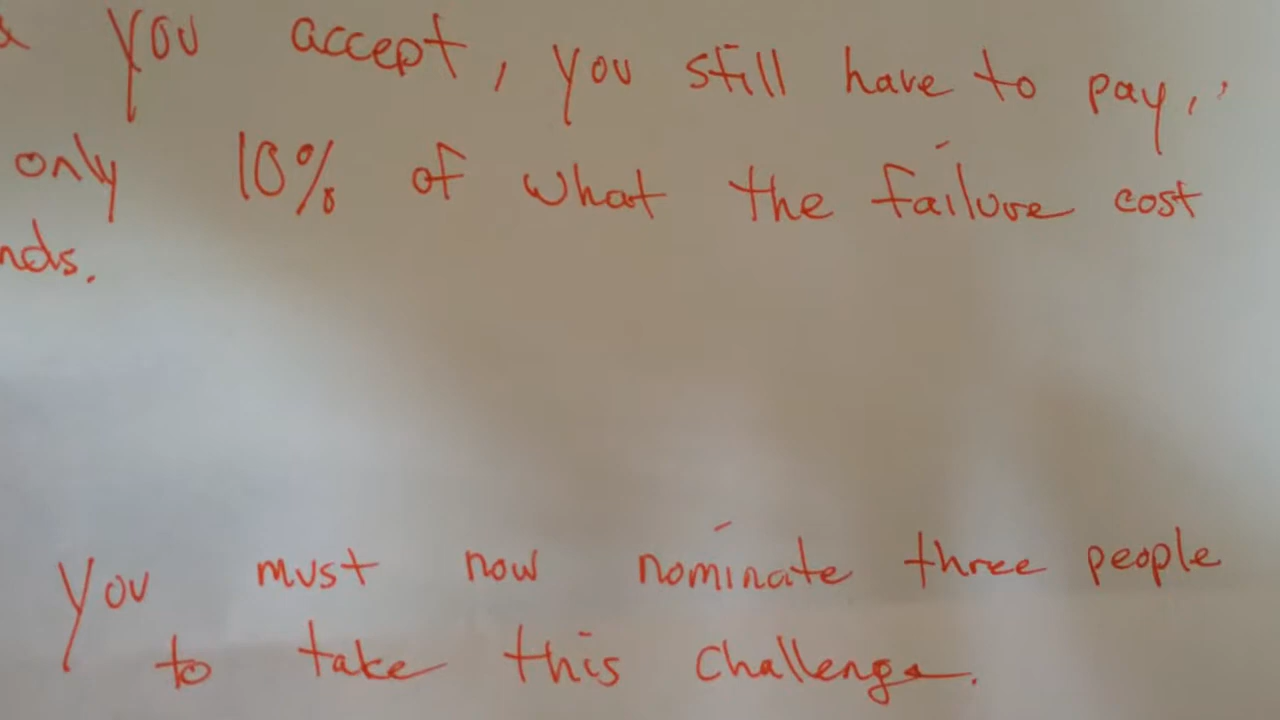 you accept, you still have to pay,
only 10% of what the failure cost
nds.
You must now nominate three people
to take this challenge.